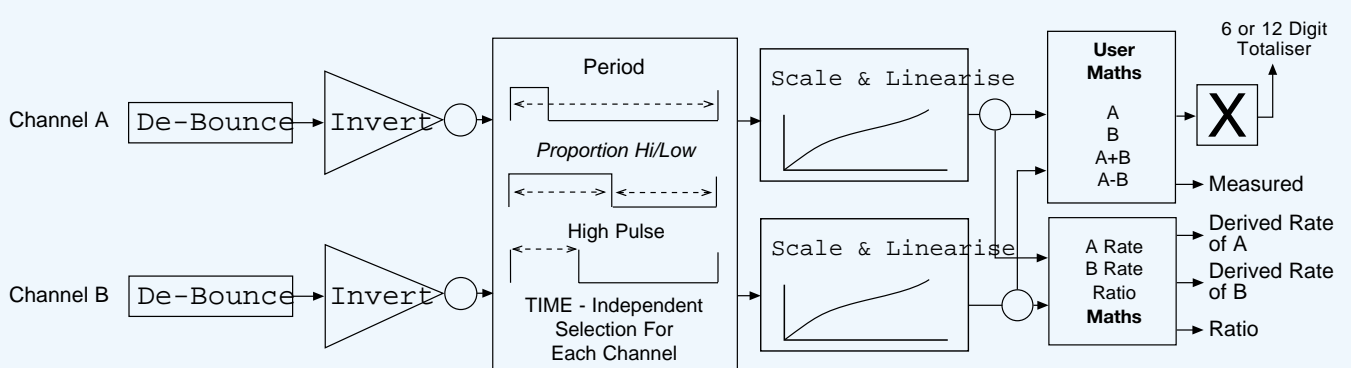 6 or 12 Digit
Totaliser
User
Maths
A
B
A+B
A-B
X
Measured
Channel A
De-Bounce
Invert
Period
Proportion Hi/Low
High Pulse
TIME - Independent
Selection For
Each Channel
Scale & Linearise
Channel B
De-Bounce
Invert
Scale & Linearise
A Rate
B Rate
Ratio
Maths
Derived Rate
of A
Derived Rate
of B
Ratio